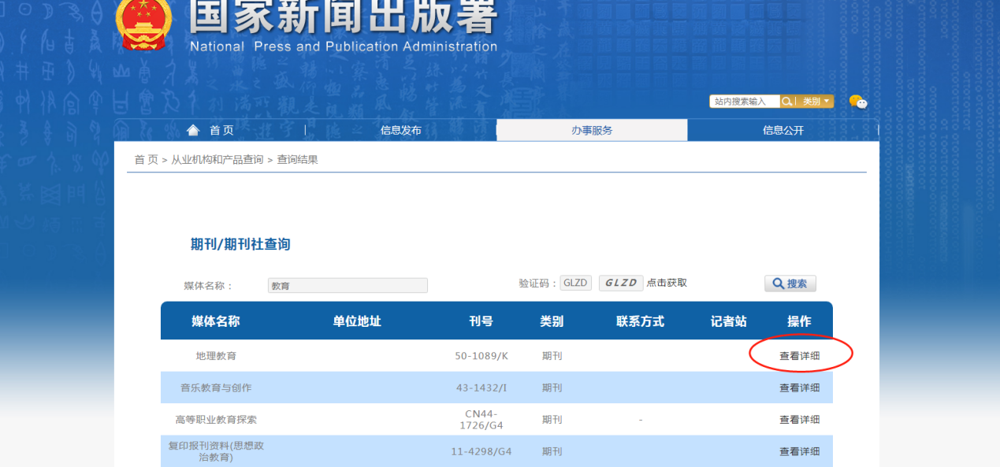 国家新闻出版署
National Press and Publication Administration
站内搜索输入 类别
首 页 信息发布 办事服务 信息公开
首 页 > 从业机构和产品查询 > 查询结果
期刊/期刊社查询
媒体名称： 教育 验证码： GLZD GLZD 点击获取 搜索
媒体名称 单位地址 刊号 类别 联系方式 记者站 操作
地理教育 50-1089/K 期刊 查看详细
音乐教育与创作 43-1432/I 期刊 查看详细
高等职业教育探索 CN44-
1726/G4 期刊 - 查看详细
复印报刊资料(思想政
治教育) 11-4298/G4 期刊 查看详细